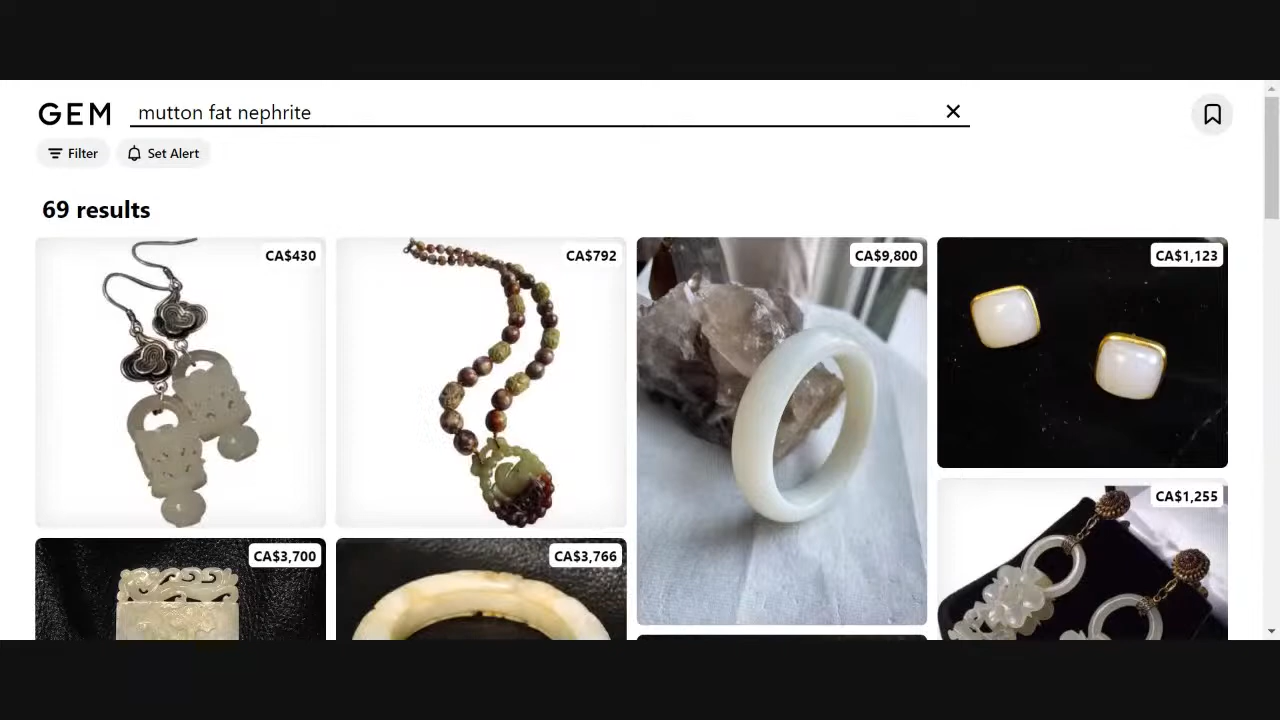 GEM mutton fat nephrite ✕
Filter Set Alert
69 results
CA$430 CA$792 CA$9,800 CA$1,123
CA$1,255
CA$3,700 CA$3,766